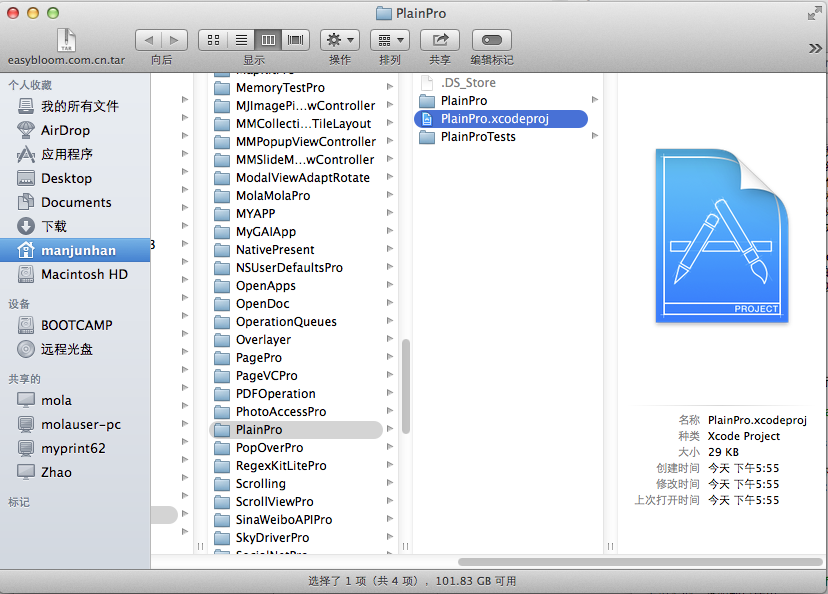 PlainPro
easybloom.com.cn.tar
向后
显示
操作
排列
共享
编辑标记
个人收藏
我的所有文件
AirDrop
应用程序
Desktop
Documents
下载
manjunhan
Macintosh HD
设备
BOOTCAMP
远程光盘
共享的
mola
molauser-pc
myprint62
Zhao
标记
3
MemoryTestPro
MJImagePi...wController
MMCollecti...TileLayout
MMPopupViewController
MMSlideM...wController
ModalViewAdaptRotate
MolaMolaPro
MYAPP
MyGAIApp
NativePresent
NSUserDefaultsPro
OpenApps
OpenDoc
OperationQueues
Overlayer
PagePro
PageVCPro
PDFOperation
PhotoAccessPro
PlainPro
PopOverPro
RegexKitLitePro
Scrolling
ScrollViewPro
SinaWeiboAPIPro
SkyDriverPro
.DS_Store
PlainPro
PlainPro.xcodeproj
PlainProTests
PROJECT
名称 PlainPro.xcodeproj
种类 Xcode Project
大小 29 KB
创建时间 今天 下午5:55
修改时间 今天 下午5:55
上次打开时间 今天 下午5:55
选择了 1 项（共 4 项），101.83 GB 可用